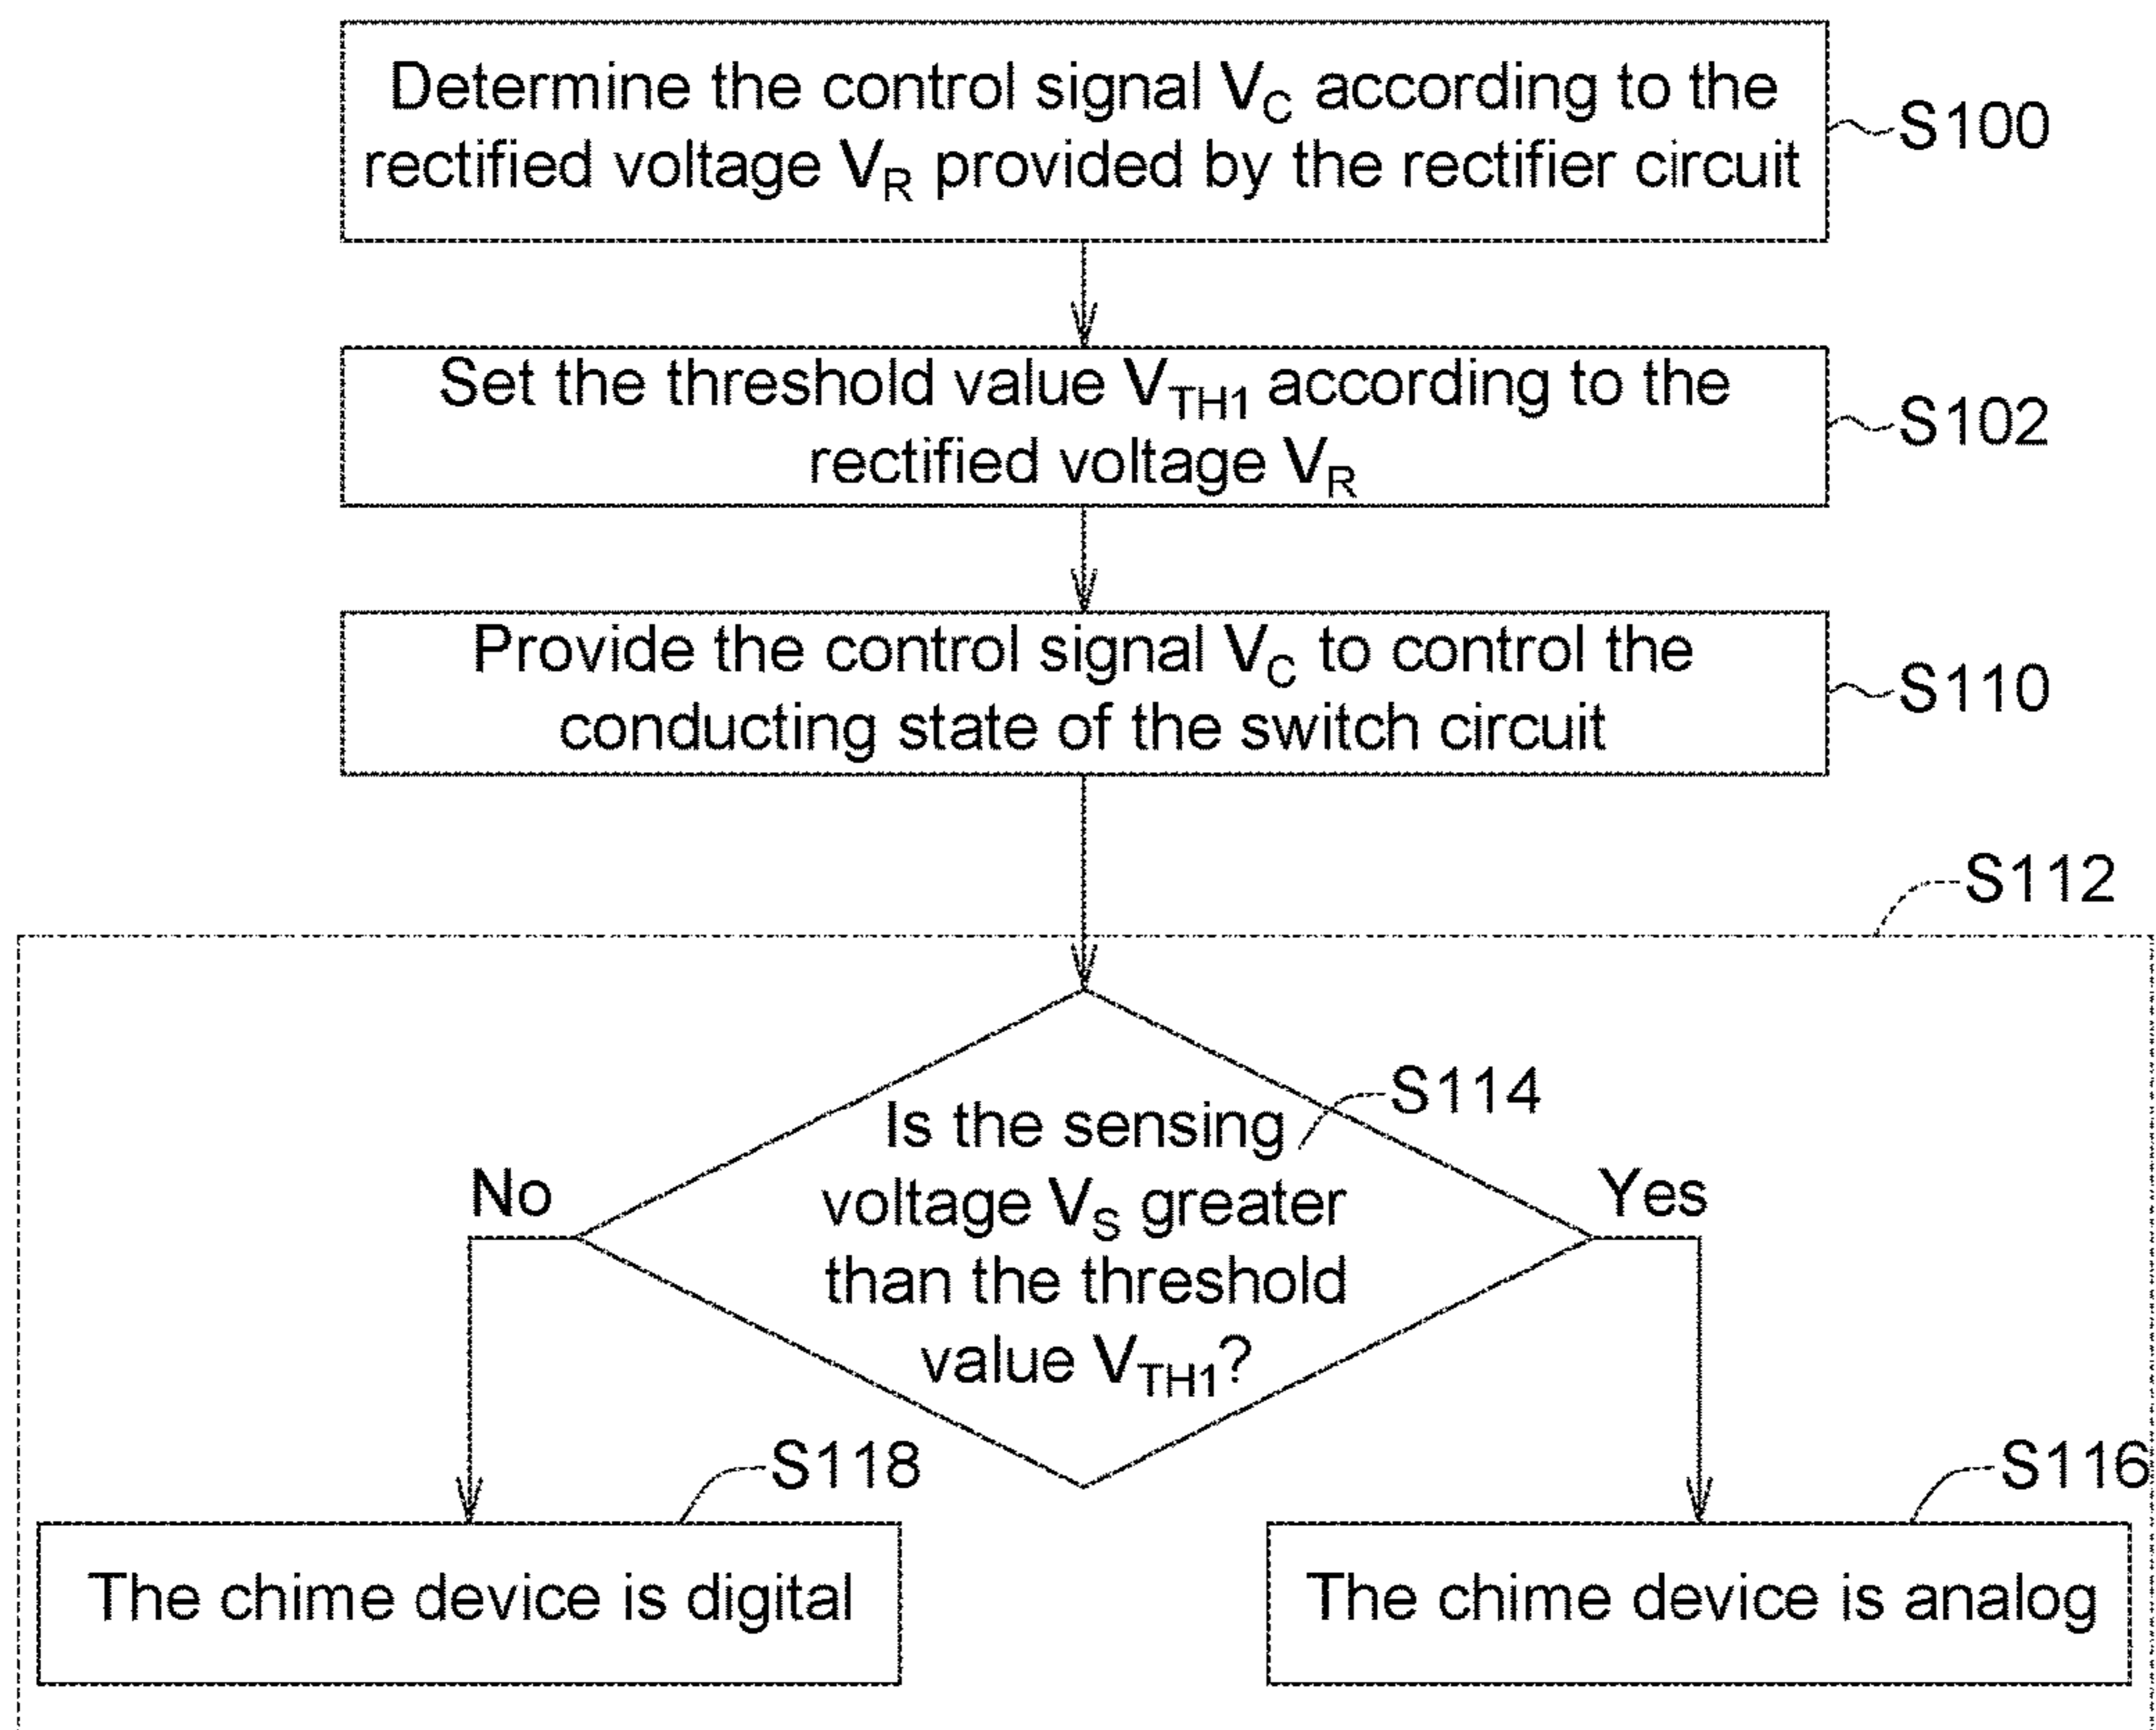 Determine the control signal VC according to the
rectified voltage VR provided by the rectifier circuit
S100
Set the threshold value VTH1 according to the
rectified voltage VR
S102
Provide the control signal VC to control the
conducting state of the switch circuit
S110
S112
S114
Is the sensing
voltage VS greater
than the threshold
value VTH1?
No
Yes
S118
S116
The chime device is digital
The chime device is analog